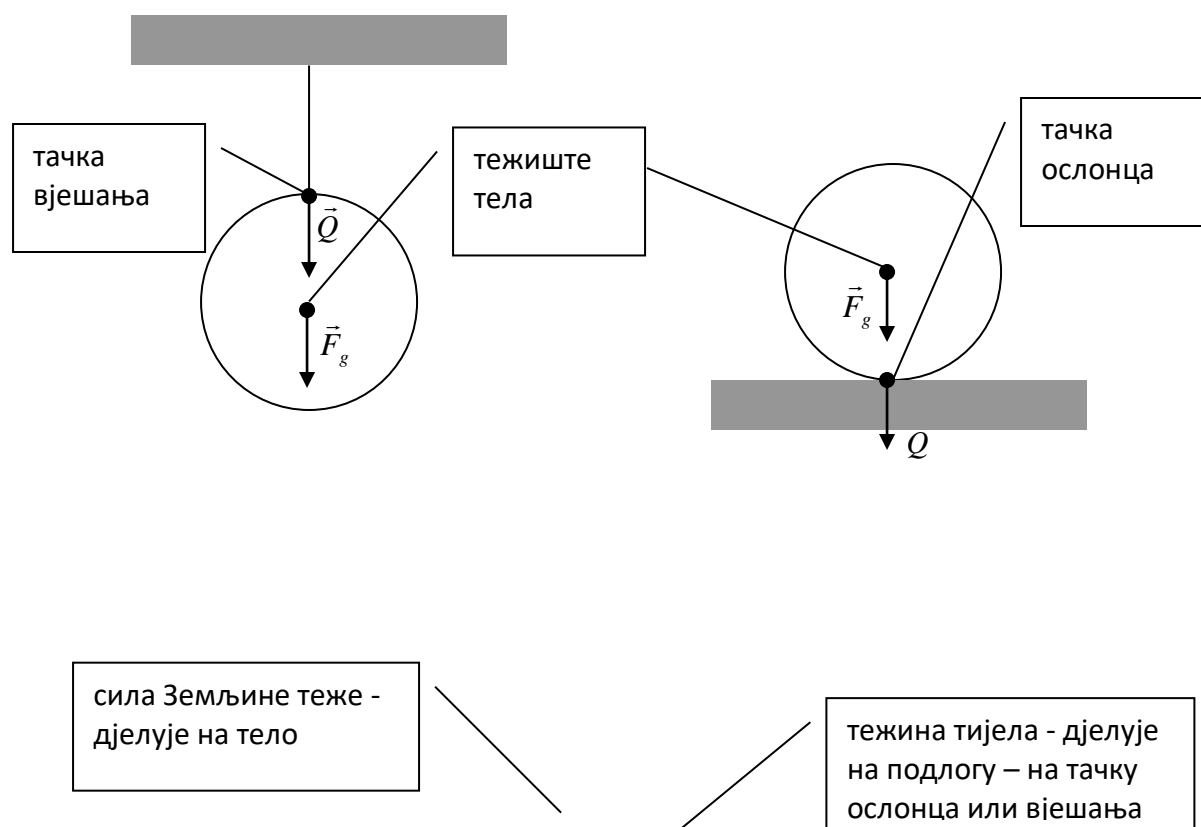 тачка
вјешања
тежиште
тела
тачка
ослонца
Q⃗
F⃗g
F⃗g
Q
сила Земљине теже -
дјелује на тело
тежина тијела - дјелује
на подлогу – на тачку
ослонца или вјешања